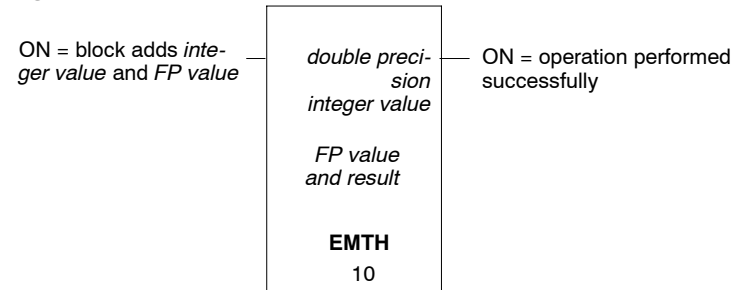 ON = block adds inte-
ger value and FP value
double preci-
sion
integer value
FP value
and result
EMTH
10
ON = operation performed
successfully